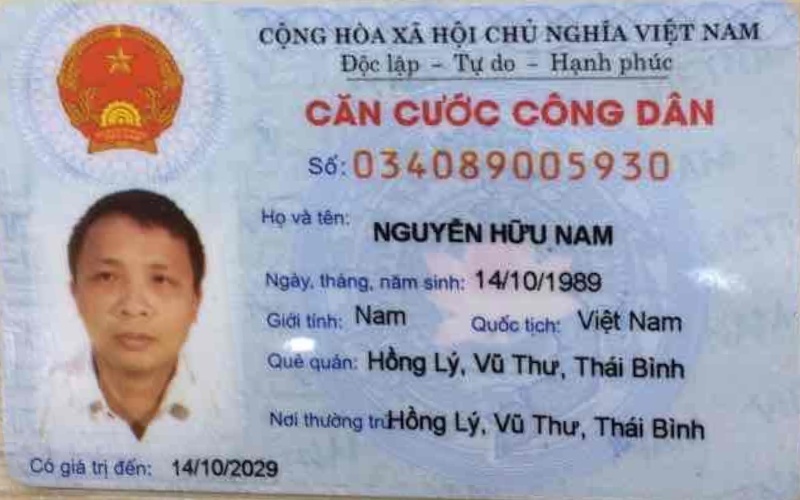 CỘNG HÒA XÃ HỘI CHỦ NGHĨA VIỆT NAM
Độc lập - Tự do - Hạnh phúc
CĂN CƯỚC CÔNG DÂN
Số: 034089005930
Họ và tên: NGUYỄN HỮU NAM
Ngày, tháng, năm sinh: 14/10/1989
Giới tính: Nam Quốc tịch: Việt Nam
Quê quán: Hồng Lý, Vũ Thư, Thái Bình
Nơi thường trú: Hồng Lý, Vũ Thư, Thái Bình
Có giá trị đến: 14/10/2029